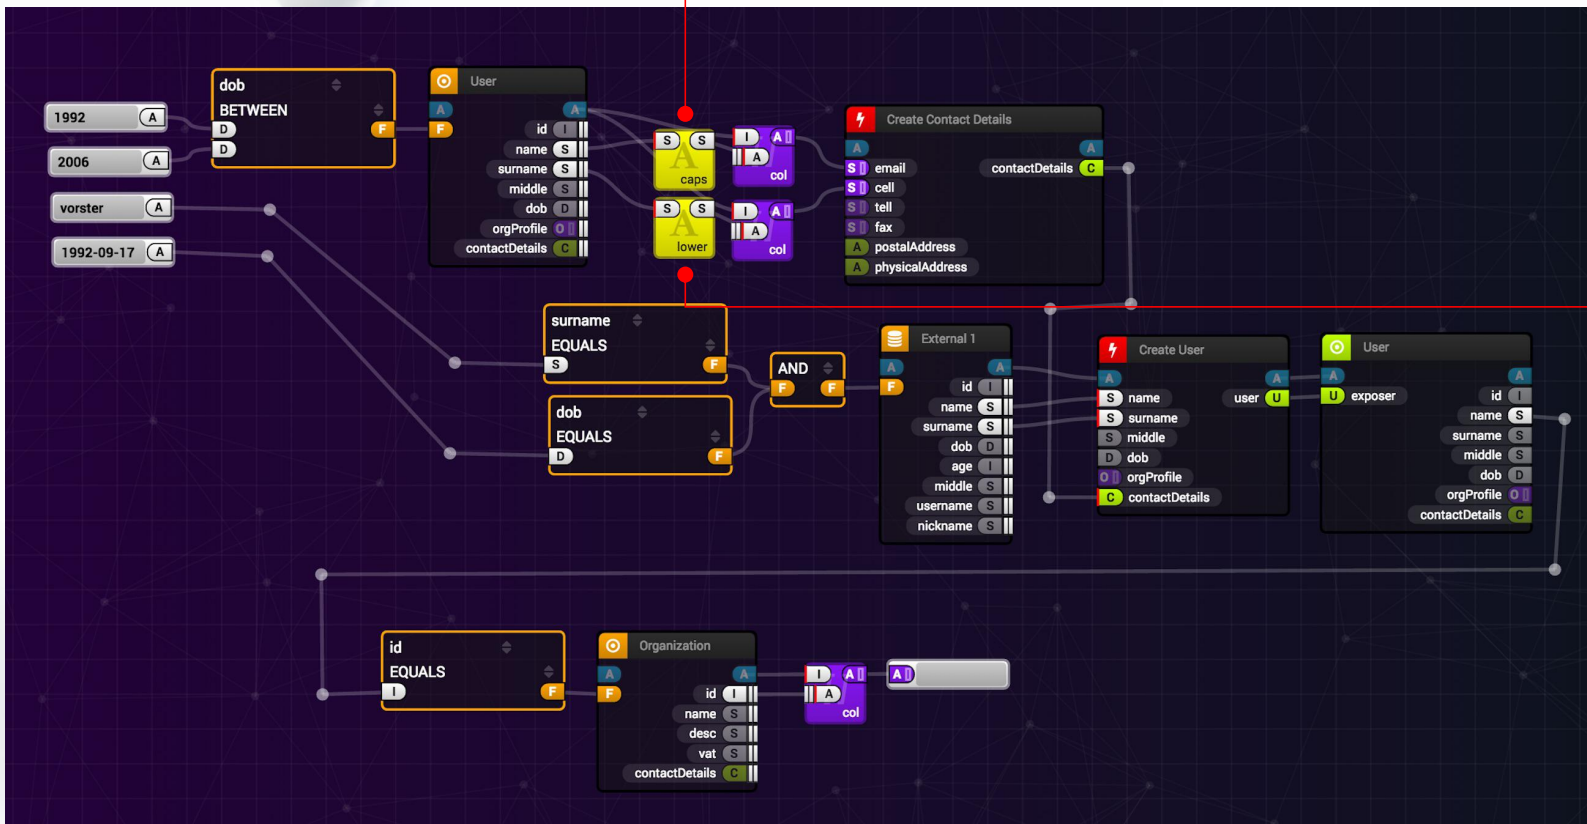 dob
BETWEEN
D
D
F
1992 A
2006 A
vorster A
1992-09-17 A
User
A A
F
id I
name S
surname S
middle S
dob D
orgProfile O
contactDetails C
S S
A
caps
I A
A
col
S S
A
lower
I A
A
col
Create Contact Details
A A
S email
contactDetails C
S cell
S tell
S fax
A postalAddress
A physicalAddress
surname
EQUALS
S F
dob
EQUALS
D F
AND
F F
External 1
A A
F
id I
name S
surname S
dob D
age I
middle S
username S
nickname S
Create User
A A
S name
user U
S surname
S middle
D dob
O orgProfile
C contactDetails
User
A A
U exposer
id I
name S
surname S
middle S
dob D
orgProfile O
contactDetails C
id
EQUALS
I F
Organization
A A
F
id I
name S
desc S
vat S
contactDetails C
I A
A
col
A